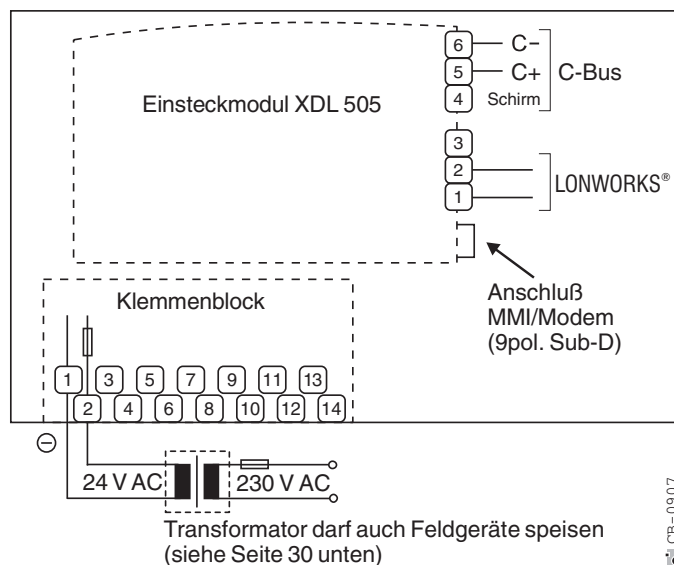 6 C− C-Bus
5 C+
4 Schirm
Einsteckmodul XDL 505
3
2 LONWORKS®
1
Anschluß
MMI/Modem
(9pol. Sub-D)
Klemmenblock
1 3 5 7 9 11 13
2 4 6 8 10 12 14
24 V AC 230 V AC
Transformator darf auch Feldgeräte speisen
(siehe Seite 30 unten)
CB-0907